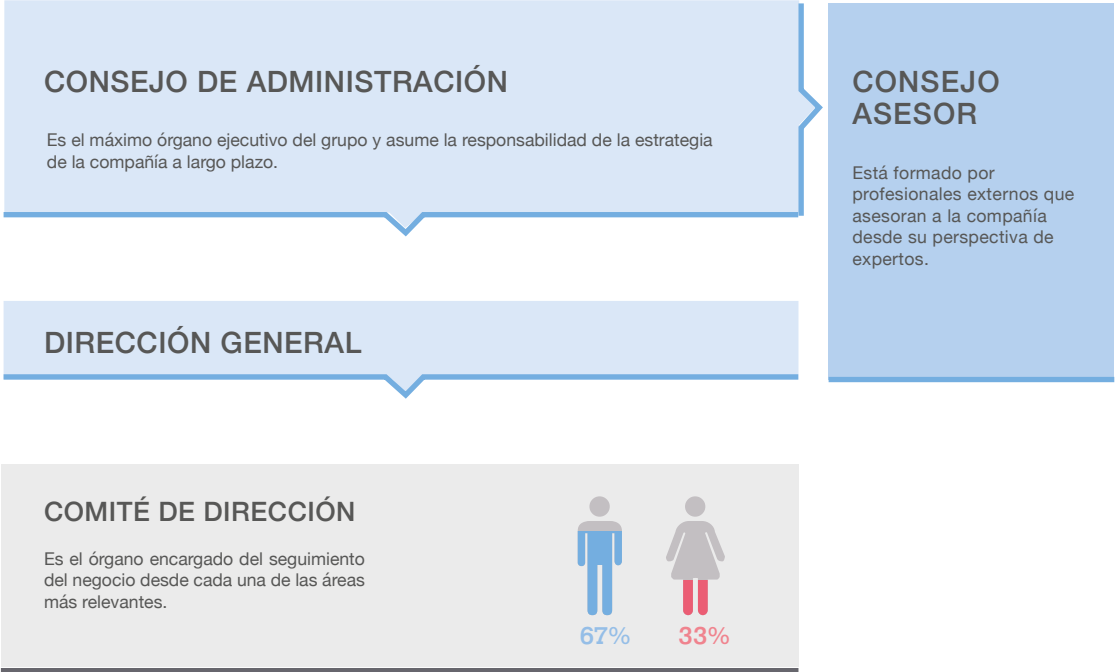 CONSEJO DE ADMINISTRACIÓN
Es el máximo órgano ejecutivo del grupo y asume la responsabilidad de la estrategia
de la compañía a largo plazo.
CONSEJO
ASESOR
Está formado por
profesionales externos que
asesoran a la compañía
desde su perspectiva de
expertos.
DIRECCIÓN GENERAL
COMITÉ DE DIRECCIÓN
Es el órgano encargado del seguimiento
del negocio desde cada una de las áreas
más relevantes.
67%
33%